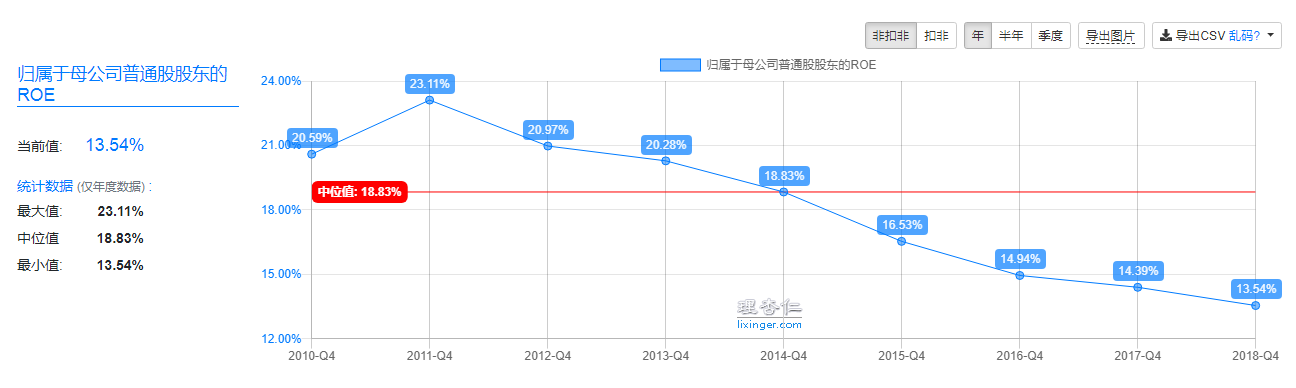 非扣非 扣非 年 半年 季度 导出图片 导出CSV 乱码?
归属于母公司普通股股东的
ROE
当前值: 13.54%
统计数据 (仅年度数据) :
最大值: 23.11%
中位值 18.83%
最小值: 13.54%
归属于母公司普通股股东的ROE
24.00%
21.00%
18.00%
15.00%
12.00%
20.59%
23.11%
20.97%
20.28%
18.83%
16.53%
14.94%
14.39%
13.54%
中位值: 18.83%
理杏仁
lixinger.com
2010-Q4 2011-Q4 2012-Q4 2013-Q4 2014-Q4 2015-Q4 2016-Q4 2017-Q4 2018-Q4